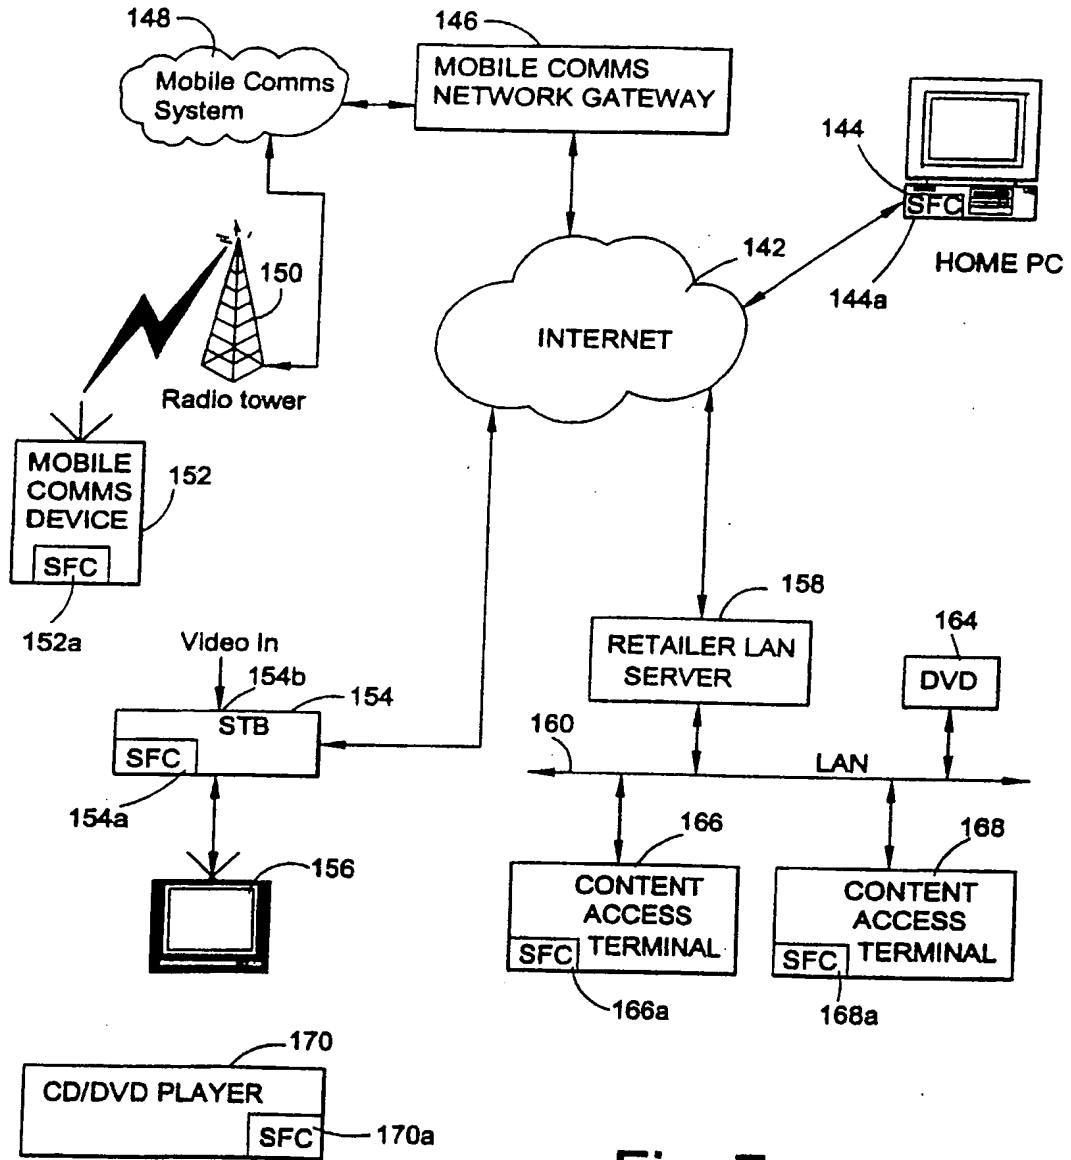 148
146
Mobile Comms
System
MOBILE COMMS
NETWORK GATEWAY
144
SFC
144a
HOME PC
142
INTERNET
150
Radio tower
MOBILE
COMMS
DEVICE
SFC
152
152a
Video In
154b
154
STB
SFC
154a
156
158
RETAILER LAN
SERVER
164
DVD
160
LAN
166
CONTENT
ACCESS
TERMINAL
SFC
166a
168
CONTENT
ACCESS
TERMINAL
SFC
168a
170
CD/DVD PLAYER
SFC
170a